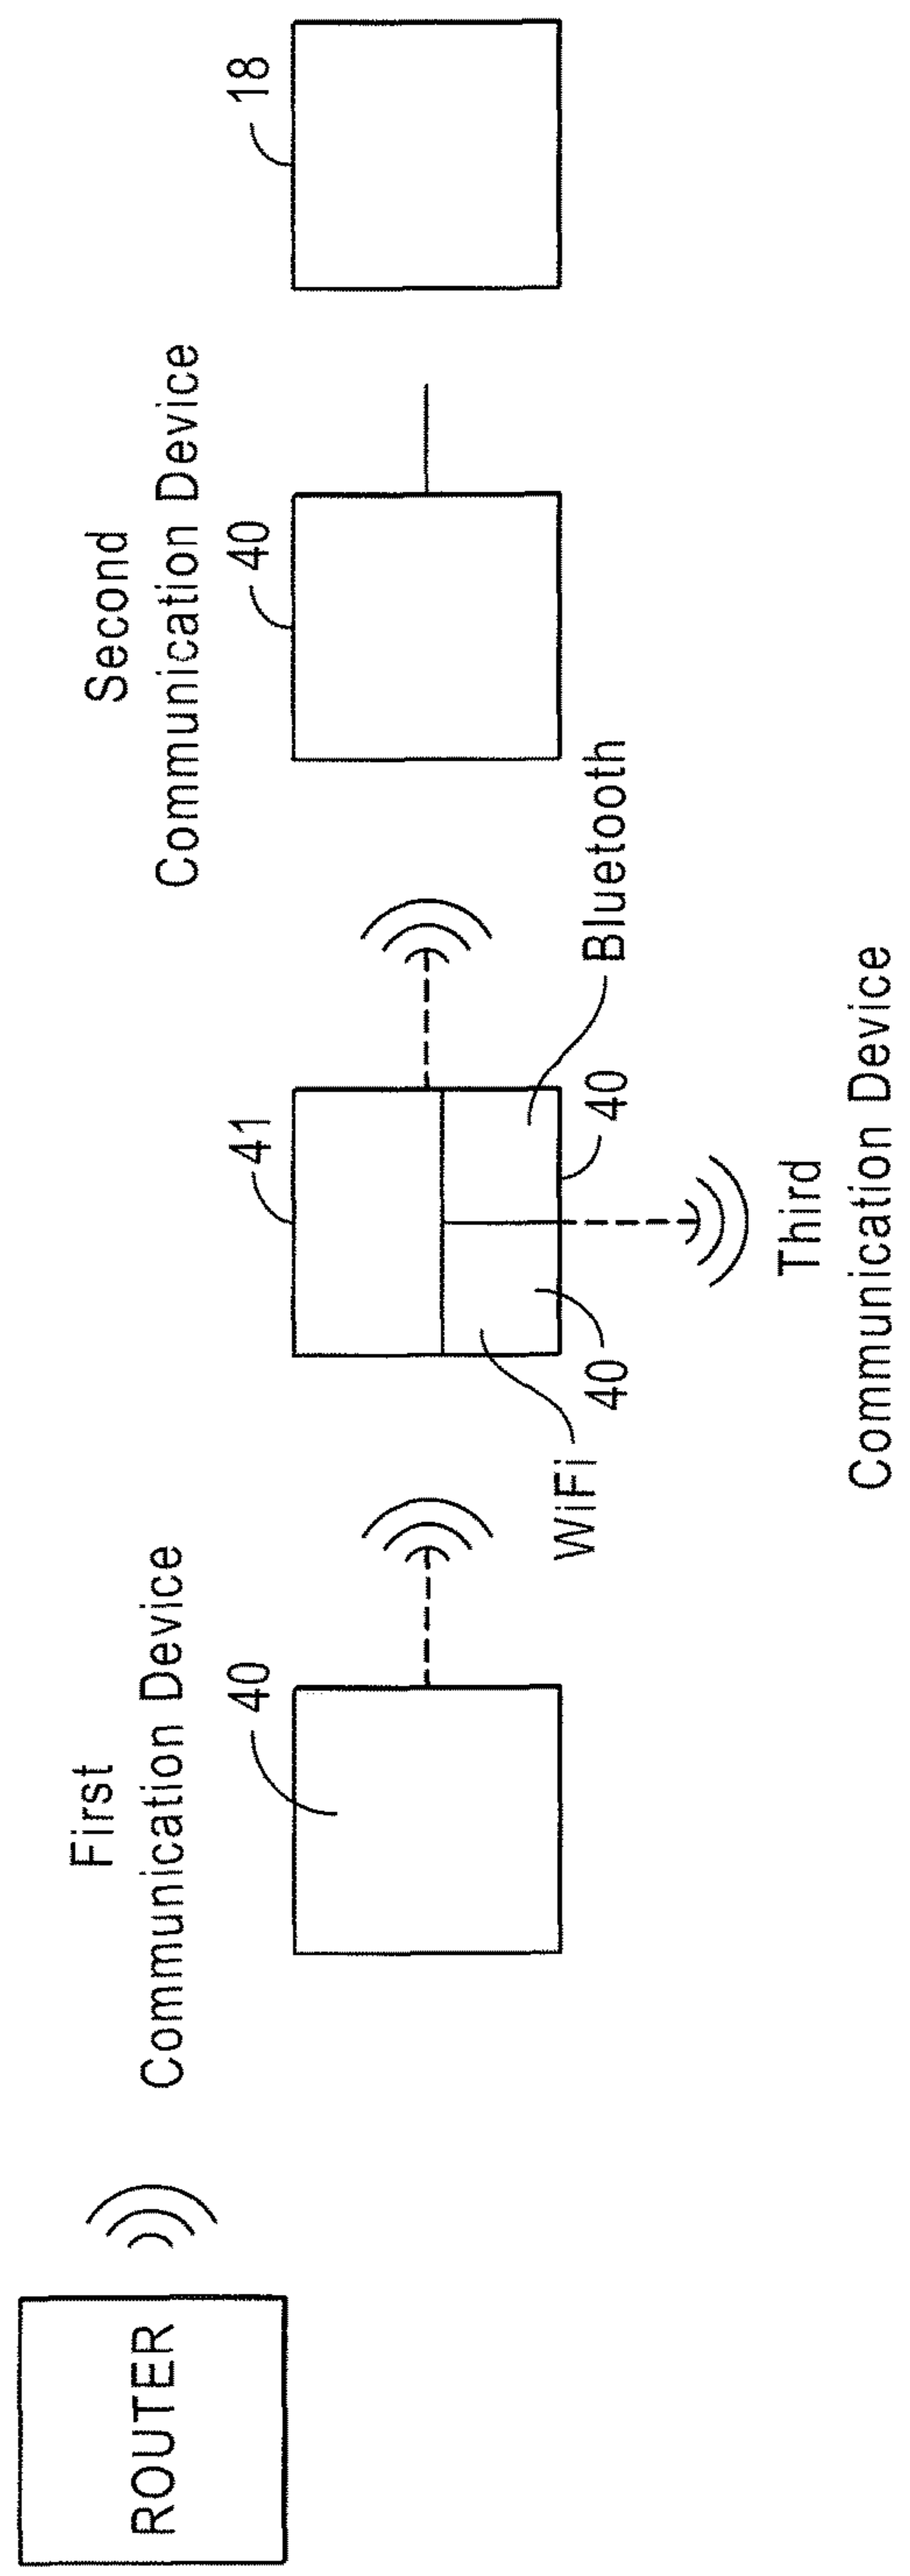 ROUTER
First
Communication Device
40
41
WiFi
40
40
Bluetooth
Third
Communication Device
Second
Communication Device
40
18